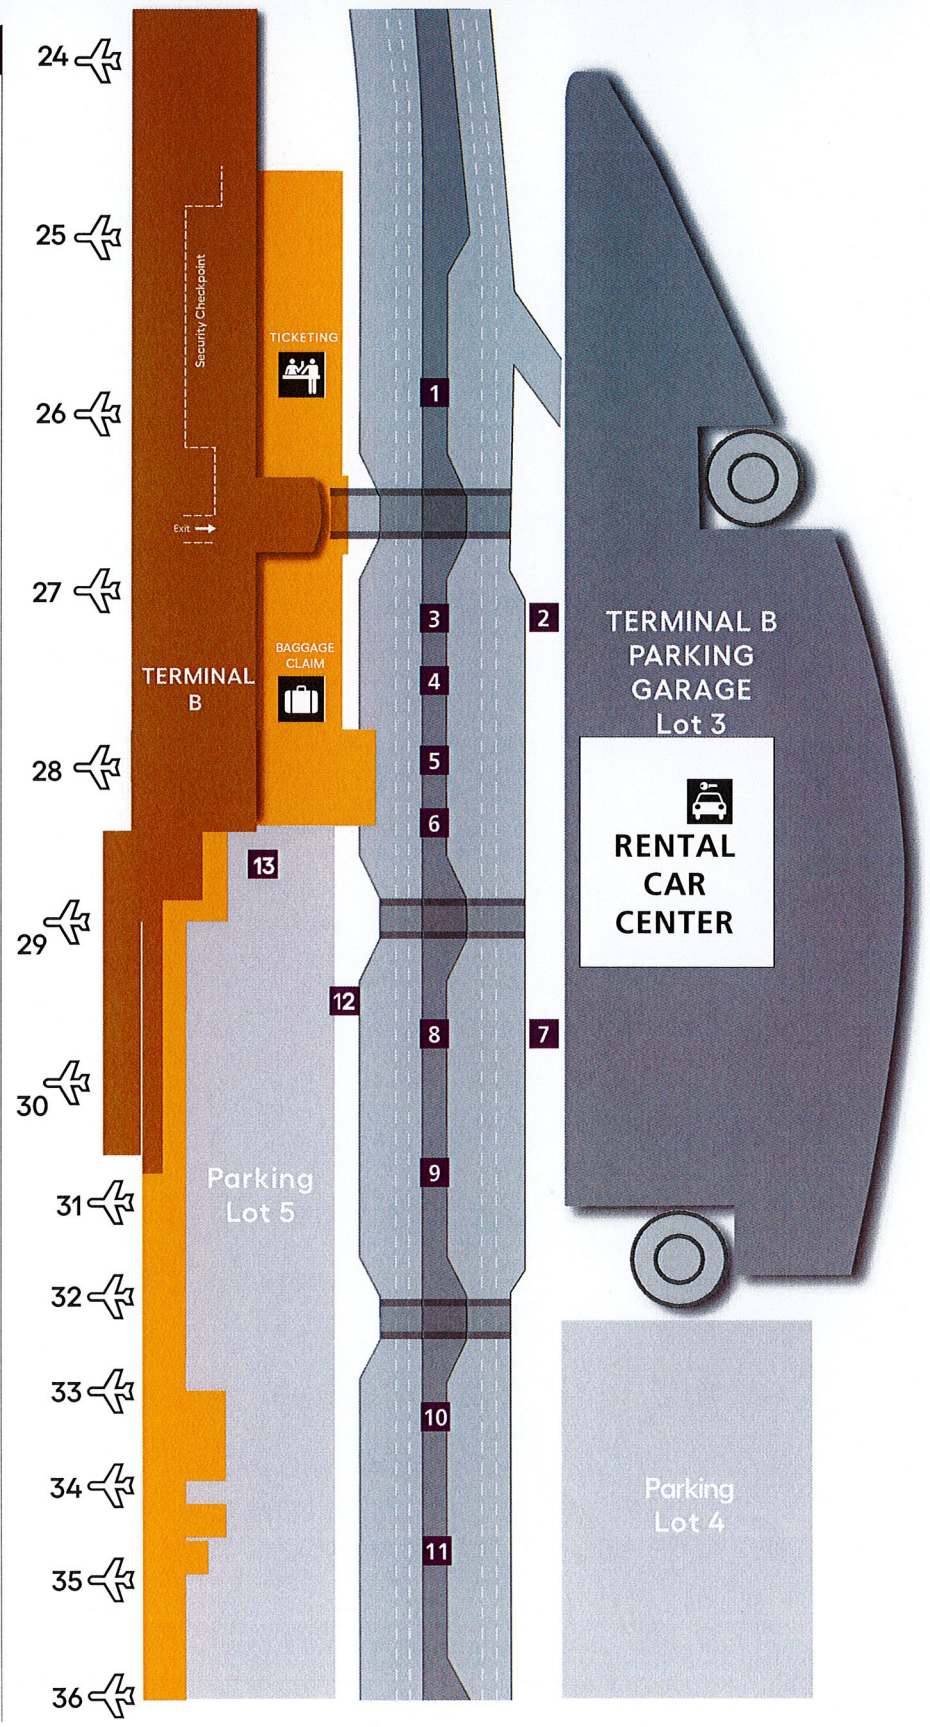 24
25
Security Checkpoint
TICKETING
1
26
Exit
27
3
2
TERMINAL B
PARKING
GARAGE
Lot 3
BAGGAGE
CLAIM
TERMINAL
B
4
28
5
6
RENTAL
CAR
CENTER
13
29
12
8
7
30
9
Parking
Lot 5
31
32
33
10
34
Parking
Lot 4
11
35
36